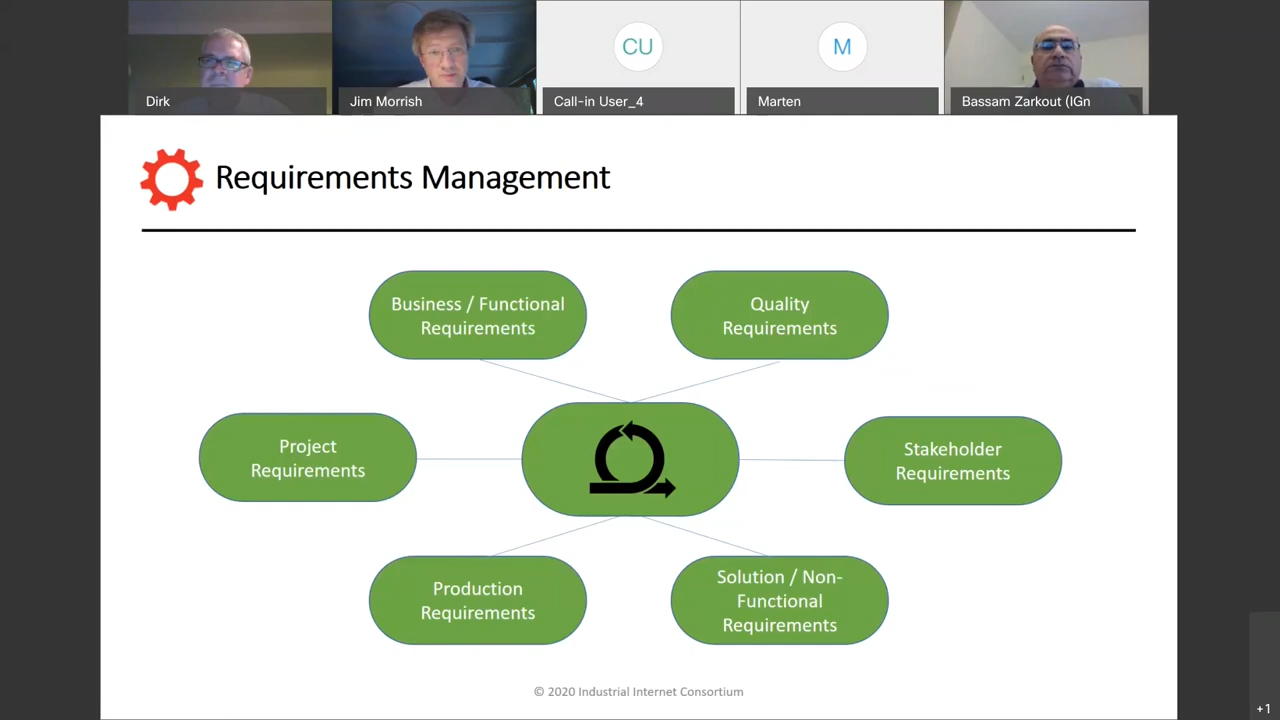 CU
M
Dirk
Jim Morrish
Call-in User_4
Marten
Bassam Zarkout (IGn
Requirements Management
Business / Functional
Requirements
Quality
Requirements
Project
Requirements
Stakeholder
Requirements
Production
Requirements
Solution / Non-
Functional
Requirements
© 2020 Industrial Internet Consortium
+1